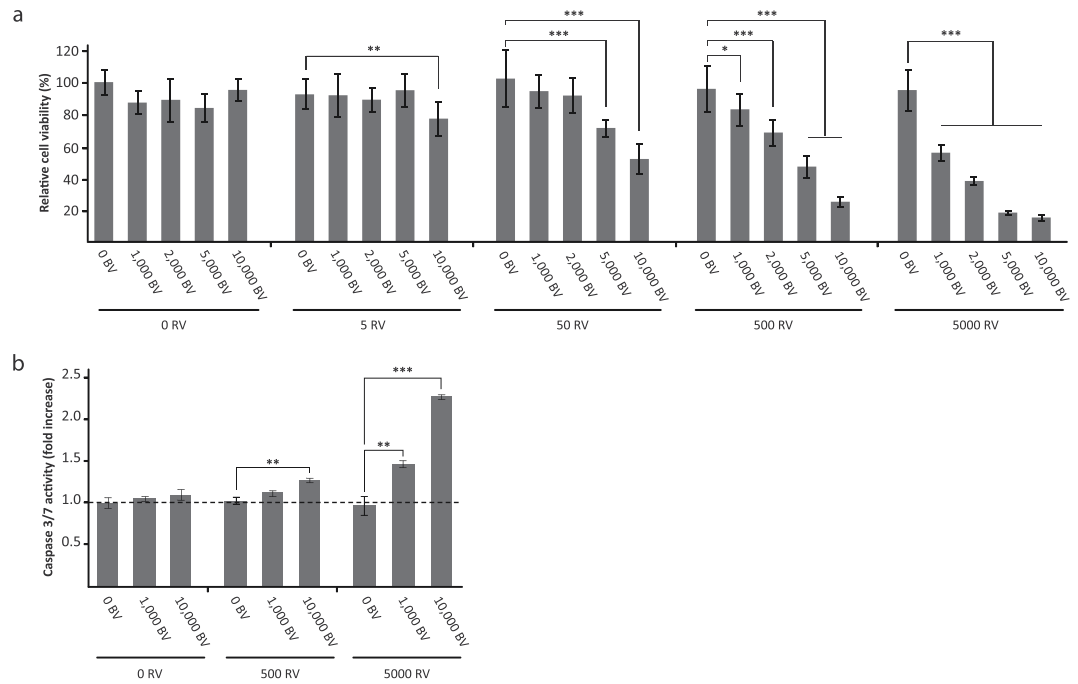 a
Relative cell viability (%)
120
100
80
60
40
20
**
***
***
***
***
*
***
0 BV
1,000 BV
2,000 BV
5,000 BV
10,000 BV
0 BV
1,000 BV
2,000 BV
5,000 BV
10,000 BV
0 BV
1,000 BV
2,000 BV
5,000 BV
10,000 BV
0 BV
1,000 BV
2,000 BV
5,000 BV
10,000 BV
0 BV
1,000 BV
2,000 BV
5,000 BV
10,000 BV
0 RV
5 RV
50 RV
500 RV
5000 RV
b
Caspase 3/7 activity (fold increase)
2.5
2.0
1.5
1.0
0.5
**
***
**
0 BV
1,000 BV
10,000 BV
0 BV
1,000 BV
10,000 BV
0 BV
1,000 BV
10,000 BV
0 RV
500 RV
5000 RV